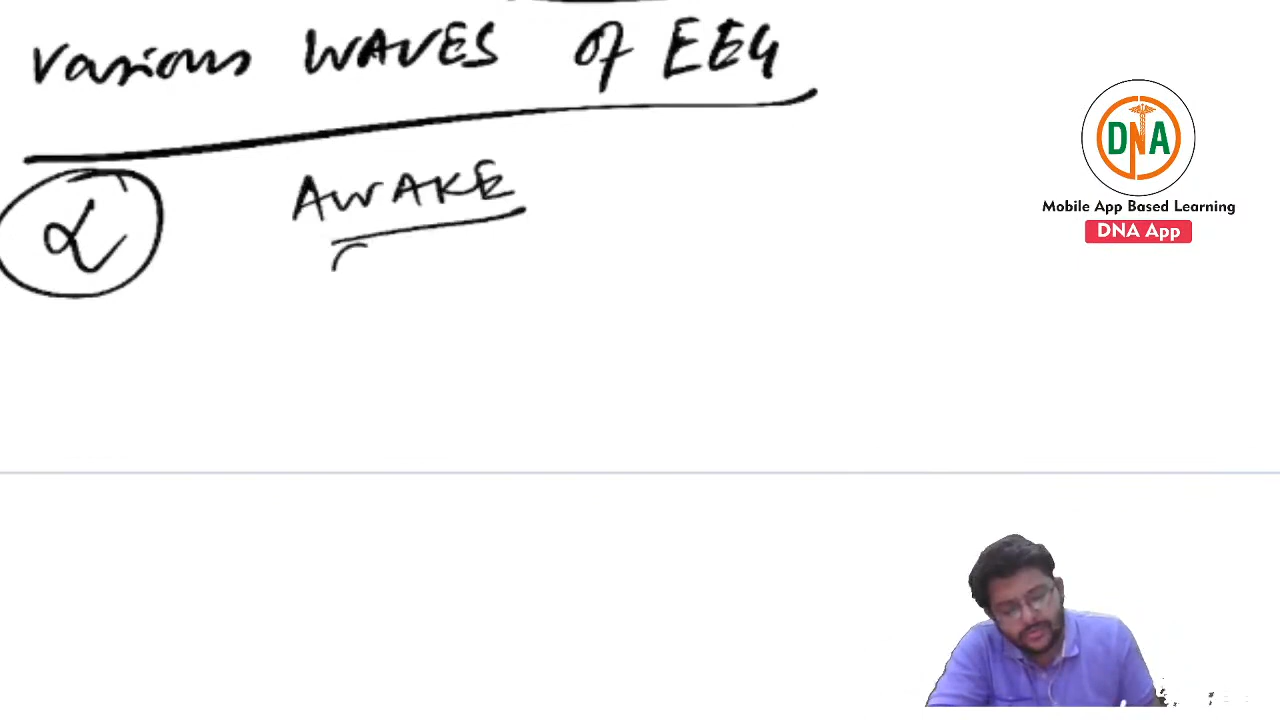 various WAVES of EEG
α AWAKE
DNA
Mobile App Based Learning
DNA App